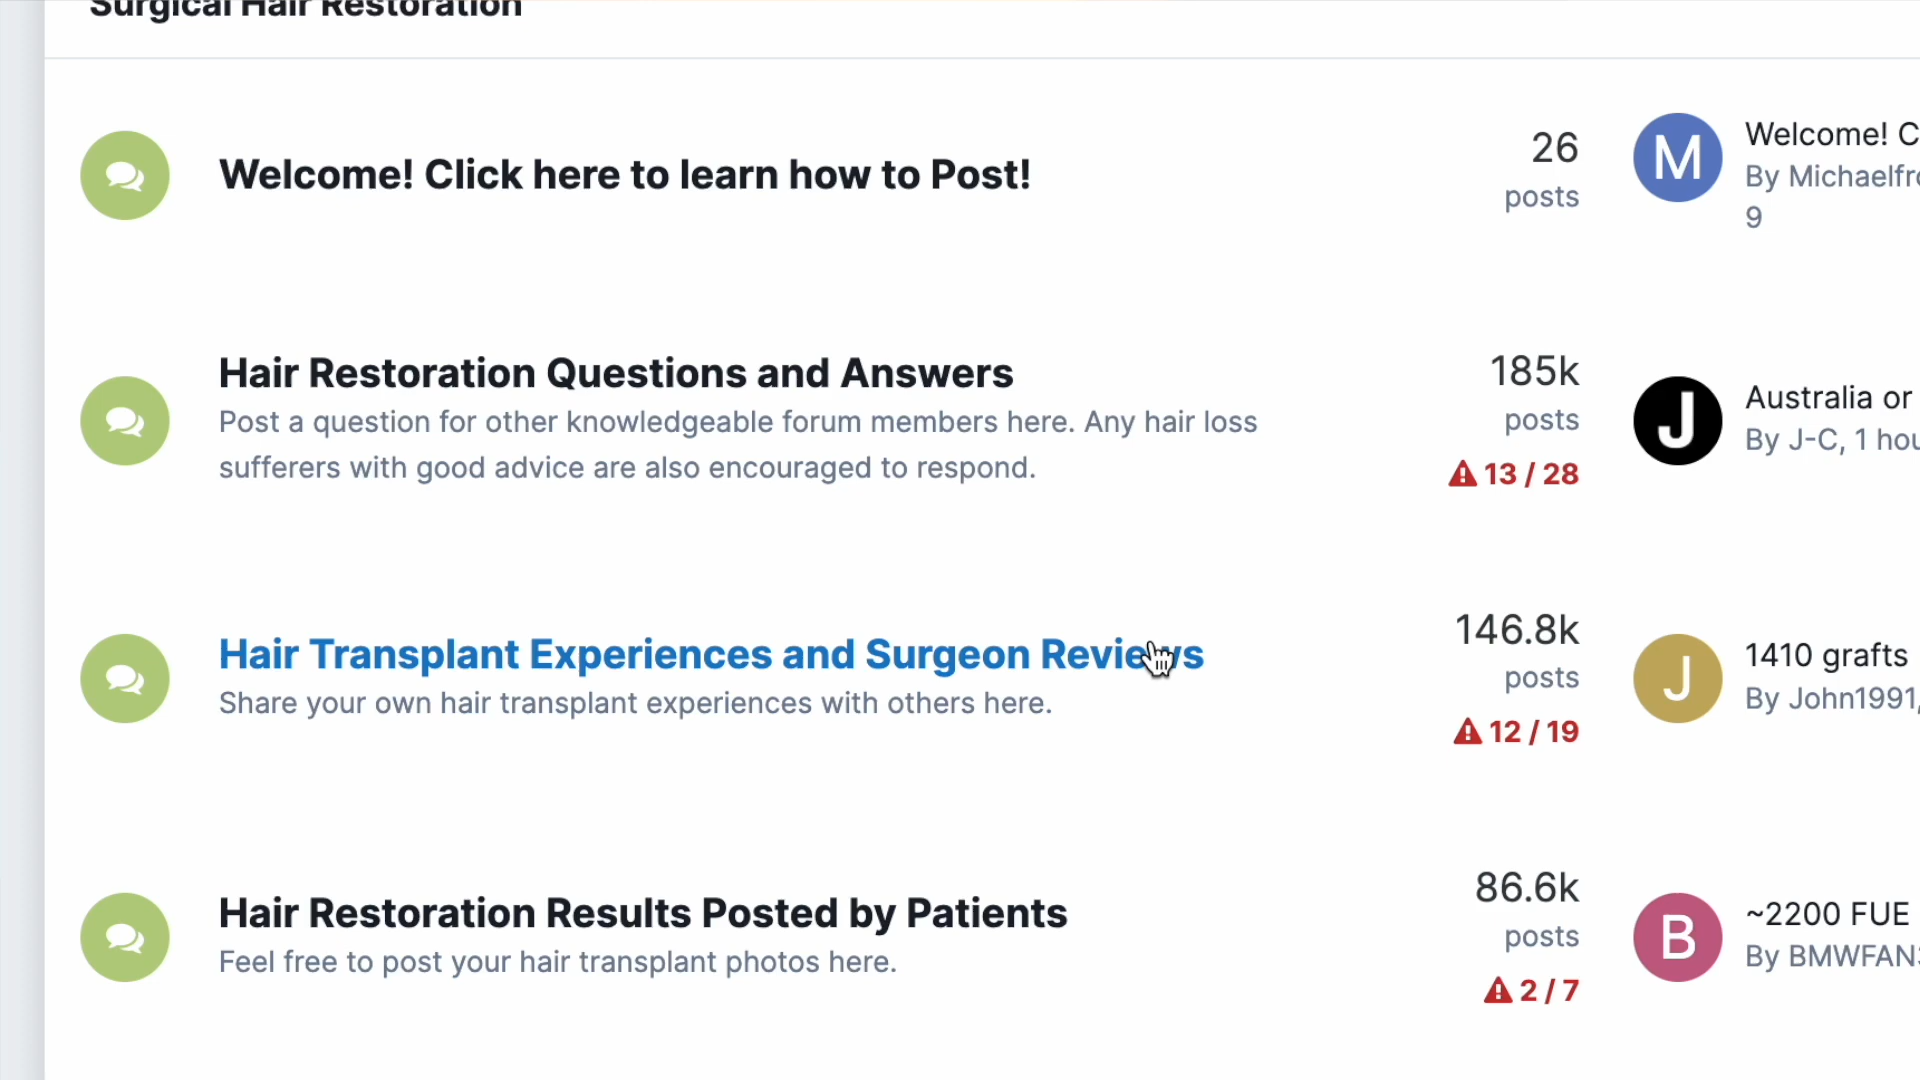 Surgical Hair Restoration
Welcome! Click here to learn how to Post!
26
posts
M
Welcome! C
By Michaelfro
9
Hair Restoration Questions and Answers
Post a question for other knowledgeable forum members here. Any hair loss
sufferers with good advice are also encouraged to respond.
185k
posts
13 / 28
J
Australia or
By J-C, 1 hou
Hair Transplant Experiences and Surgeon Reviews
Share your own hair transplant experiences with others here.
146.8k
posts
12 / 19
J
1410 grafts
By John1991,
Hair Restoration Results Posted by Patients
Feel free to post your hair transplant photos here.
86.6k
posts
2 / 7
B
~2200 FUE
By BMWFAN